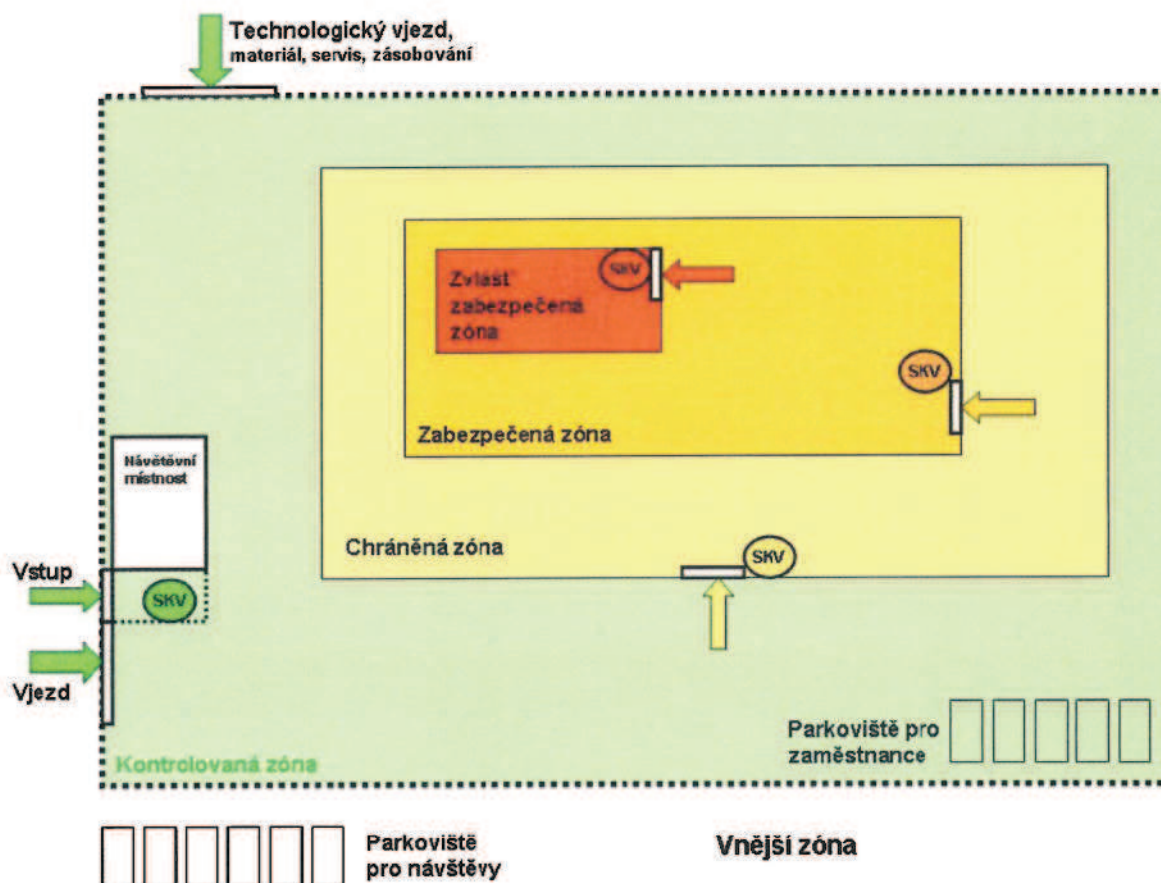 Technologický vjezd,
materiál, servis, zásobování
Zvlášť
zabezpečená
zóna
SKV
SKV
Zabezpečená zóna
Návětěvní
místnost
Chráněná zóna
SKV
Vstup
SKV
Vjezd
Parkoviště pro
zaměstnance
Kontrolovaná zóna
Parkoviště
pro návštěvy
Vnější zóna